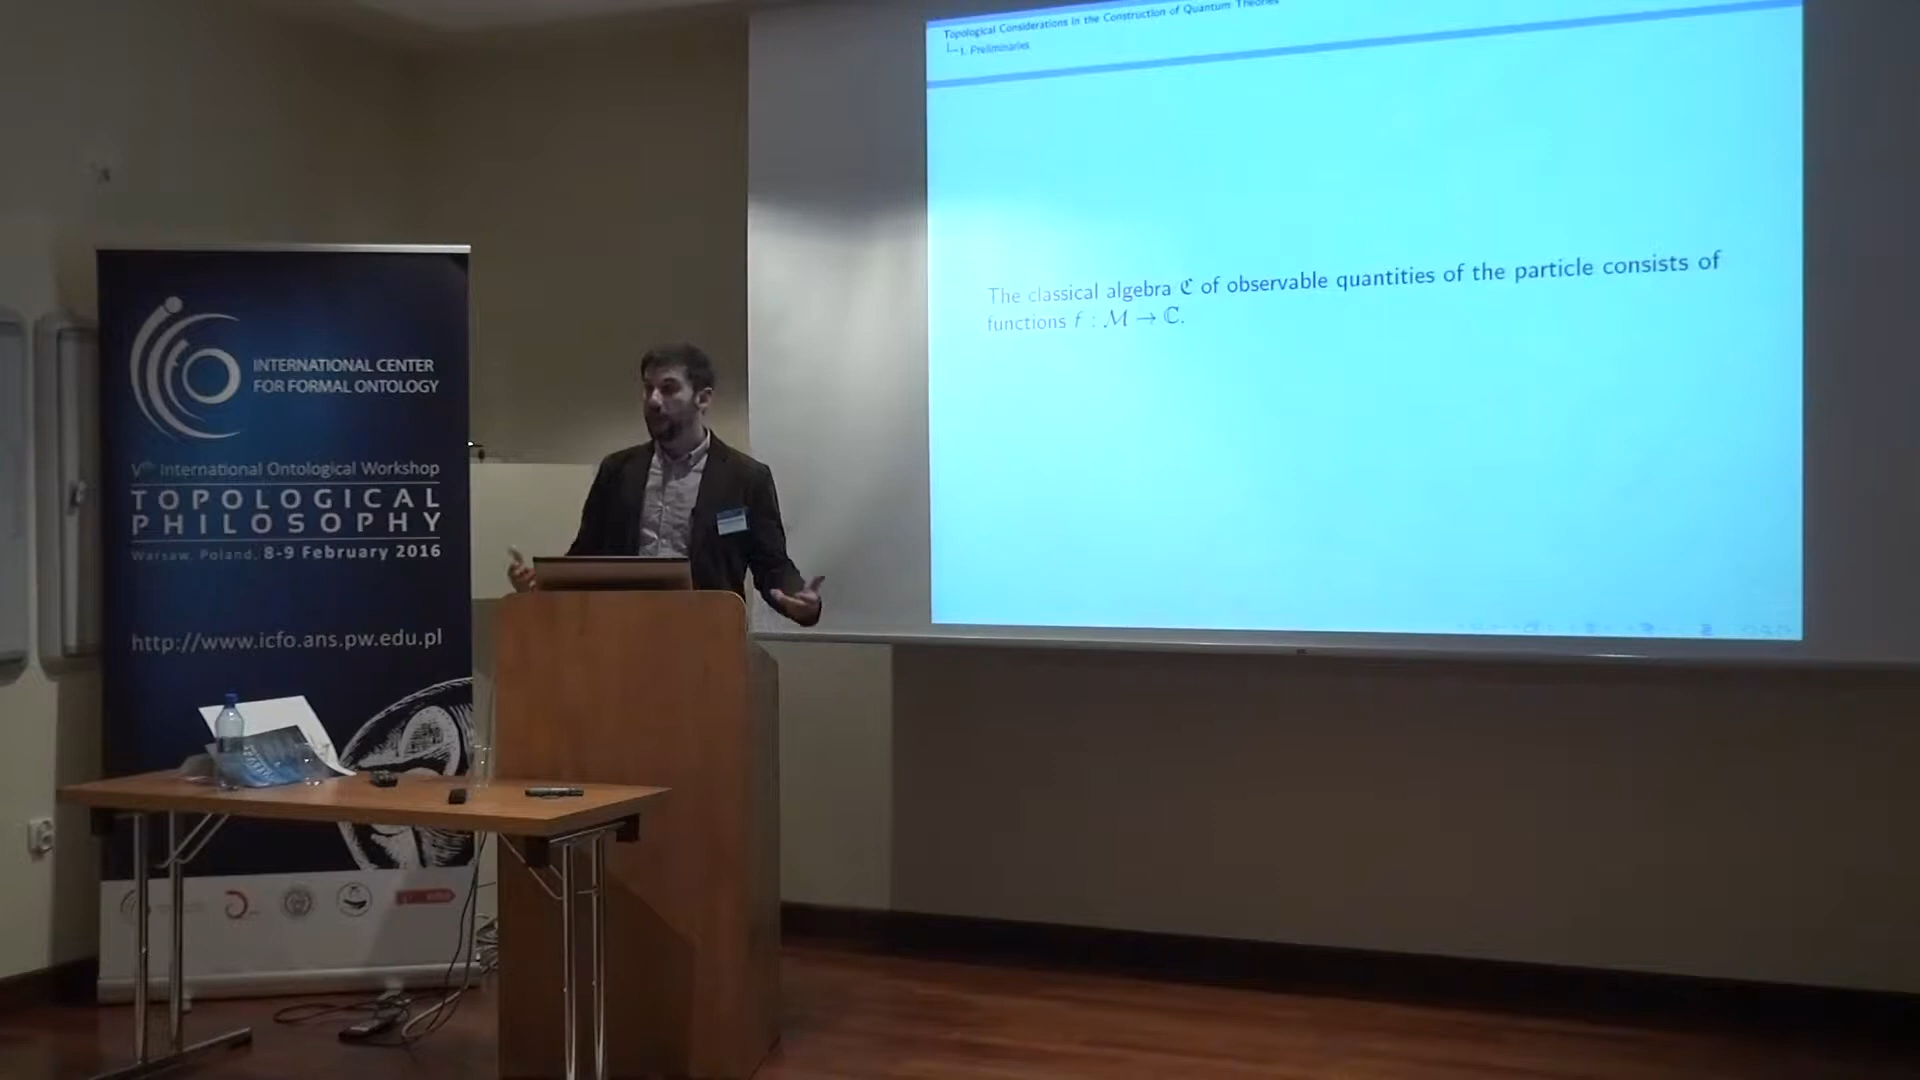 INTERNATIONAL CENTER
FOR FORMAL ONTOLOGY
Vth International Ontological Workshop
TOPOLOGICAL
PHILOSOPHY
Warsaw, Poland, 8-9 February 2016
http://www.icfo.ans.pw.edu.pl
Topological Considerations in the Construction of Quantum Theories
1. Preliminaries
The classical algebra ℭ of observable quantities of the particle consists of
functions f : ℳ → ℂ.